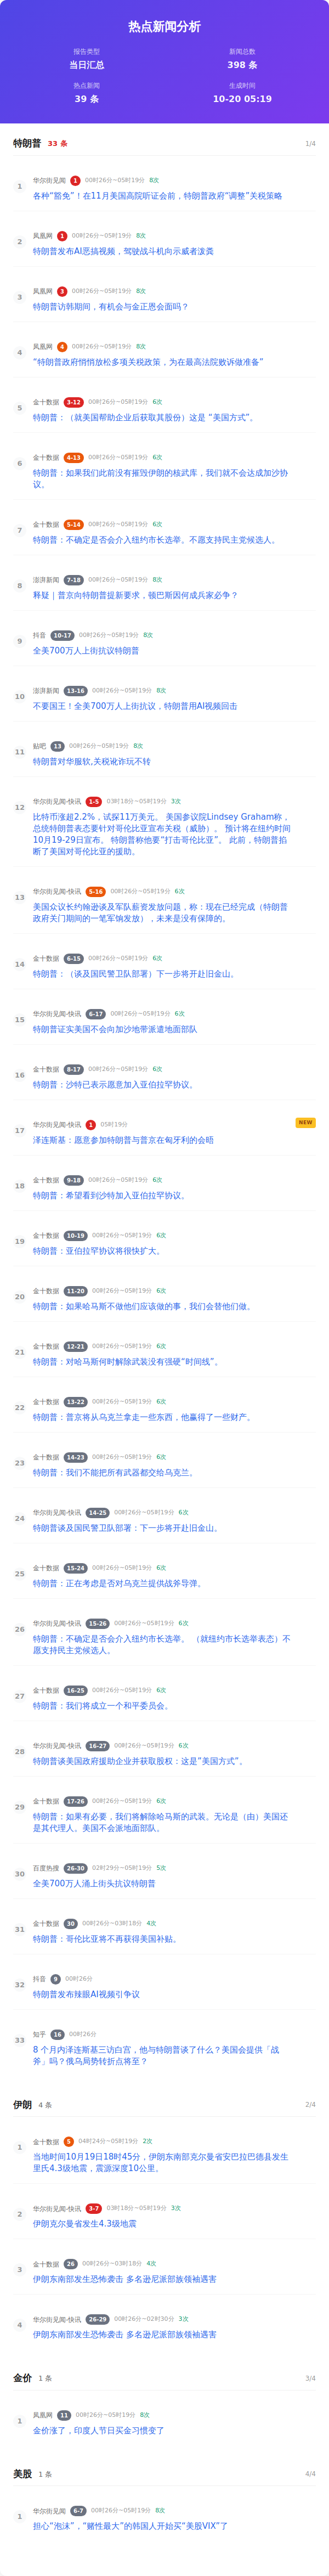 热点新闻分析
报告类型
当日汇总
新闻总数
398 条
热点新闻
39 条
生成时间
10-20 05:19
特朗普 33 条 1/4
1
华尔街见闻 1 00时26分~05时19分 8次
各种“豁免”！在11月美国高院听证会前，特朗普政府“调整”关税策略
2
凤凰网 1 00时26分~05时19分 8次
特朗普发布AI恶搞视频，驾驶战斗机向示威者泼粪
3
凤凰网 3 00时26分~05时19分 8次
特朗普访韩期间，有机会与金正恩会面吗？
4
凤凰网 4 00时26分~05时19分 8次
“特朗普政府悄悄放松多项关税政策，为在最高法院败诉做准备”
5
金十数据 3-12 00时26分~05时19分 6次
特朗普：（就美国帮助企业后获取其股份）这是 “美国方式”。
6
金十数据 4-13 00时26分~05时19分 6次
特朗普：如果我们此前没有摧毁伊朗的核武库，我们就不会达成加沙协
议。
7
金十数据 5-14 00时26分~05时19分 6次
特朗普：不确定是否会介入纽约市长选举。不愿支持民主党候选人。
8
澎湃新闻 7-18 00时26分~05时19分 8次
释疑｜普京向特朗普提新要求，顿巴斯因何成兵家必争？
9
抖音 10-17 00时26分~05时19分 8次
全美700万人上街抗议特朗普
10
澎湃新闻 13-16 00时26分~05时19分 8次
不要国王！全美700万人上街抗议，特朗普用AI视频回击
11
贴吧 13 00时26分~05时19分 8次
特朗普对华服软,关税讹诈玩不转
12
华尔街见闻-快讯 1-5 03时18分~05时19分 3次
比特币涨超2.2%，试探11万美元。 美国参议院Lindsey Graham称，
总统特朗普表态要针对哥伦比亚宣布关税（威胁）。 预计将在纽约时间
10月19-29日宣布。 特朗普称他要“打击哥伦比亚”。 此前，特朗普掐
断了美国对哥伦比亚的援助。
13
华尔街见闻-快讯 5-16 00时26分~05时19分 6次
美国众议长约翰逊谈及军队薪资发放问题，称：现在已经完成（特朗普
政府关门期间的一笔军饷发放），未来是没有保障的。
14
金十数据 6-15 00时26分~05时19分 6次
特朗普：（谈及国民警卫队部署）下一步将开赴旧金山。
15
华尔街见闻-快讯 6-17 00时26分~05时19分 6次
特朗普证实美国不会向加沙地带派遣地面部队
16
金十数据 8-17 00时26分~05时19分 6次
特朗普：沙特已表示愿意加入亚伯拉罕协议。
17
华尔街见闻-快讯 1 05时19分 NEW
泽连斯基：愿意参加特朗普与普京在匈牙利的会晤
18
金十数据 9-18 00时26分~05时19分 6次
特朗普：希望看到沙特加入亚伯拉罕协议。
19
金十数据 10-19 00时26分~05时19分 6次
特朗普：亚伯拉罕协议将很快扩大。
20
金十数据 11-20 00时26分~05时19分 6次
特朗普：如果哈马斯不做他们应该做的事，我们会替他们做。
21
金十数据 12-21 00时26分~05时19分 6次
特朗普：对哈马斯何时解除武装没有强硬“时间线”。
22
金十数据 13-22 00时26分~05时19分 6次
特朗普：普京将从乌克兰拿走一些东西，他赢得了一些财产。
23
金十数据 14-23 00时26分~05时19分 6次
特朗普：我们不能把所有武器都交给乌克兰。
24
华尔街见闻-快讯 14-25 00时26分~05时19分 6次
特朗普谈及国民警卫队部署：下一步将开赴旧金山。
25
金十数据 15-24 00时26分~05时19分 6次
特朗普：正在考虑是否对乌克兰提供战斧导弹。
26
华尔街见闻-快讯 15-26 00时26分~05时19分 6次
特朗普：不确定是否会介入纽约市长选举。 （就纽约市长选举表态）不
愿支持民主党候选人。
27
金十数据 16-25 00时26分~05时19分 6次
特朗普：我们将成立一个和平委员会。
28
华尔街见闻-快讯 16-27 00时26分~05时19分 6次
特朗普谈美国政府援助企业并获取股权：这是“美国方式”。
29
金十数据 17-26 00时26分~05时19分 6次
特朗普：如果有必要，我们将解除哈马斯的武装。无论是（由）美国还
是其代理人。美国不会派地面部队。
30
百度热搜 26-30 02时29分~05时19分 5次
全美700万人涌上街头抗议特朗普
31
金十数据 30 00时26分~03时18分 4次
特朗普：哥伦比亚将不再获得美国补贴。
32
抖音 9 00时26分
特朗普发布辣眼AI视频引争议
33
知乎 16 00时26分
8 个月内泽连斯基三访白宫，他与特朗普谈了什么？美国会提供「战
斧」吗？俄乌局势转折点将至？
伊朗 4 条 2/4
1
金十数据 5 04时24分~05时19分 2次
当地时间10月19日18时45分，伊朗东南部克尔曼省安巴拉巴德县发生
里氏4.3级地震，震源深度10公里。
2
华尔街见闻-快讯 3-7 03时18分~05时19分 3次
伊朗克尔曼省发生4.3级地震
3
金十数据 26 00时26分~03时18分 4次
伊朗东南部发生恐怖袭击 多名逊尼派部族领袖遇害
4
华尔街见闻-快讯 26-29 00时26分~02时30分 3次
伊朗东南部发生恐怖袭击 多名逊尼派部族领袖遇害
金价 1 条 3/4
1
凤凰网 11 00时26分~05时19分 8次
金价涨了，印度人节日买金习惯变了
美股 1 条 4/4
1
华尔街见闻 6-7 00时26分~05时19分 8次
担心“泡沫”，“赌性最大”的韩国人开始买“美股VIX”了